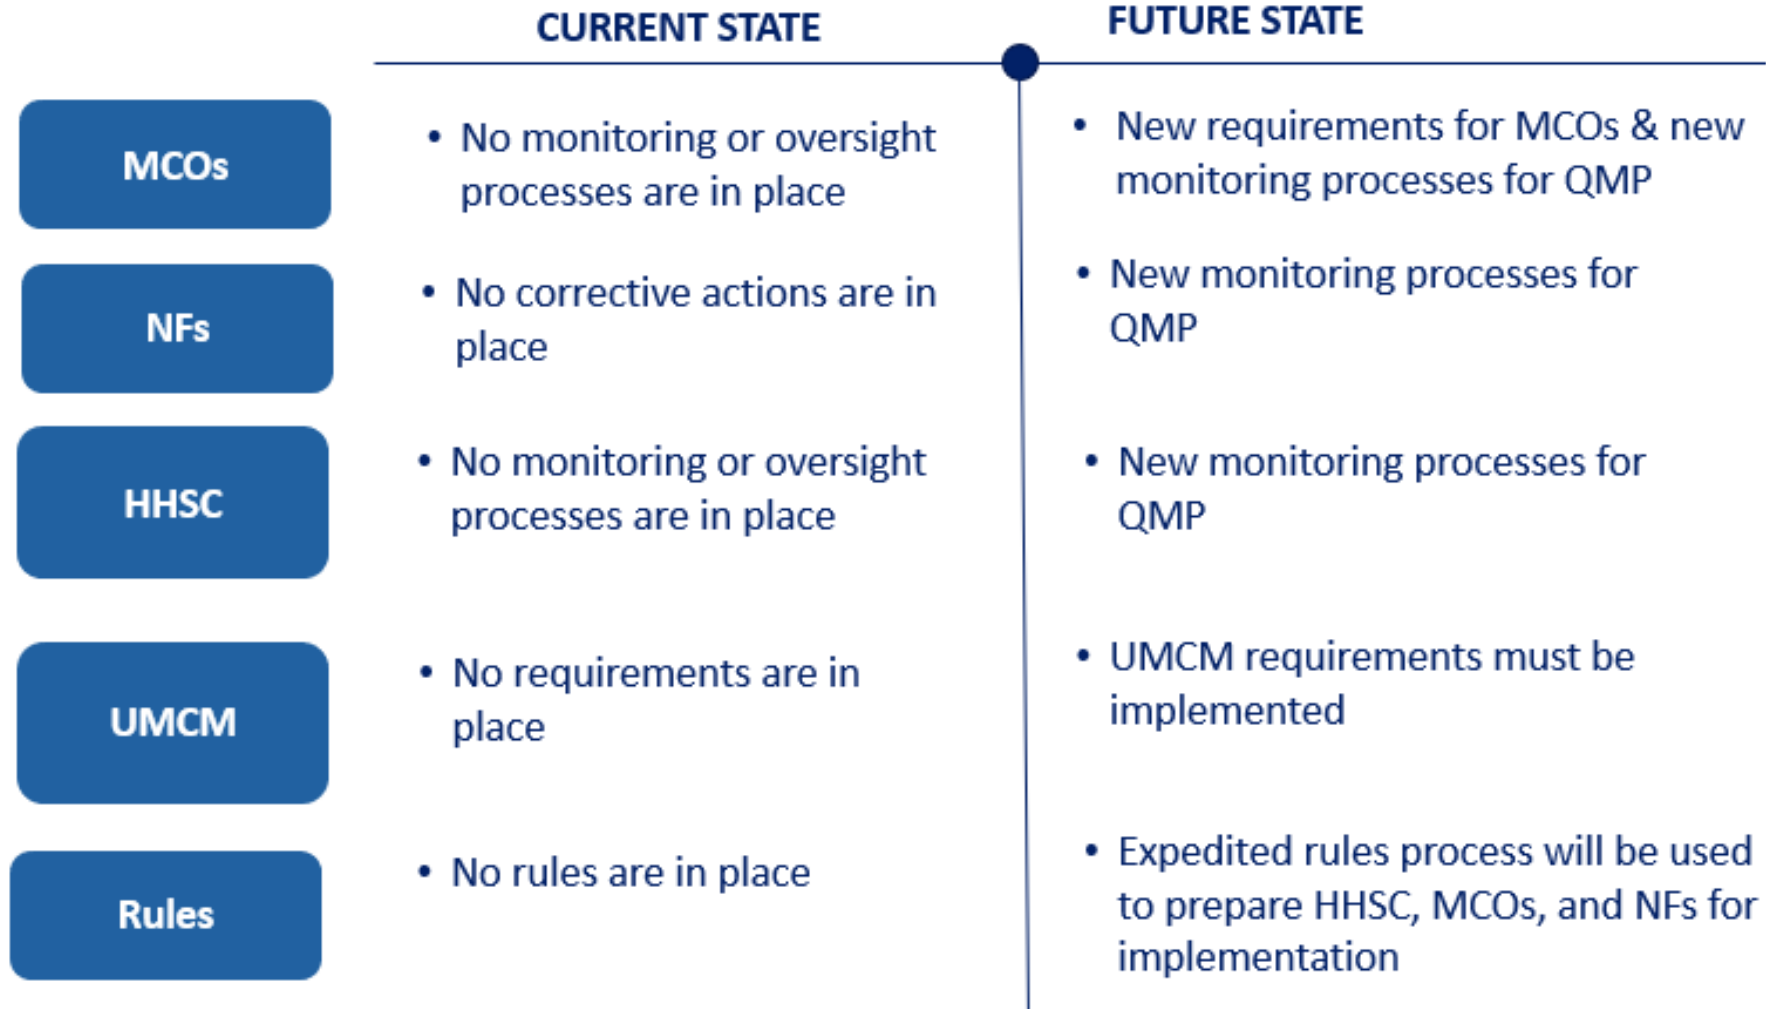 CURRENT STATE
FUTURE STATE
MCOs
• No monitoring or oversight
processes are in place
• New requirements for MCOs & new
monitoring processes for QMP
NFs
• No corrective actions are in
place
• New monitoring processes for
QMP
HHSC
• No monitoring or oversight
processes are in place
• New monitoring processes for
QMP
UMCM
• No requirements are in
place
• UMCM requirements must be
implemented
Rules
• No rules are in place
• Expedited rules process will be used
to prepare HHSC, MCOs, and NFs for
implementation